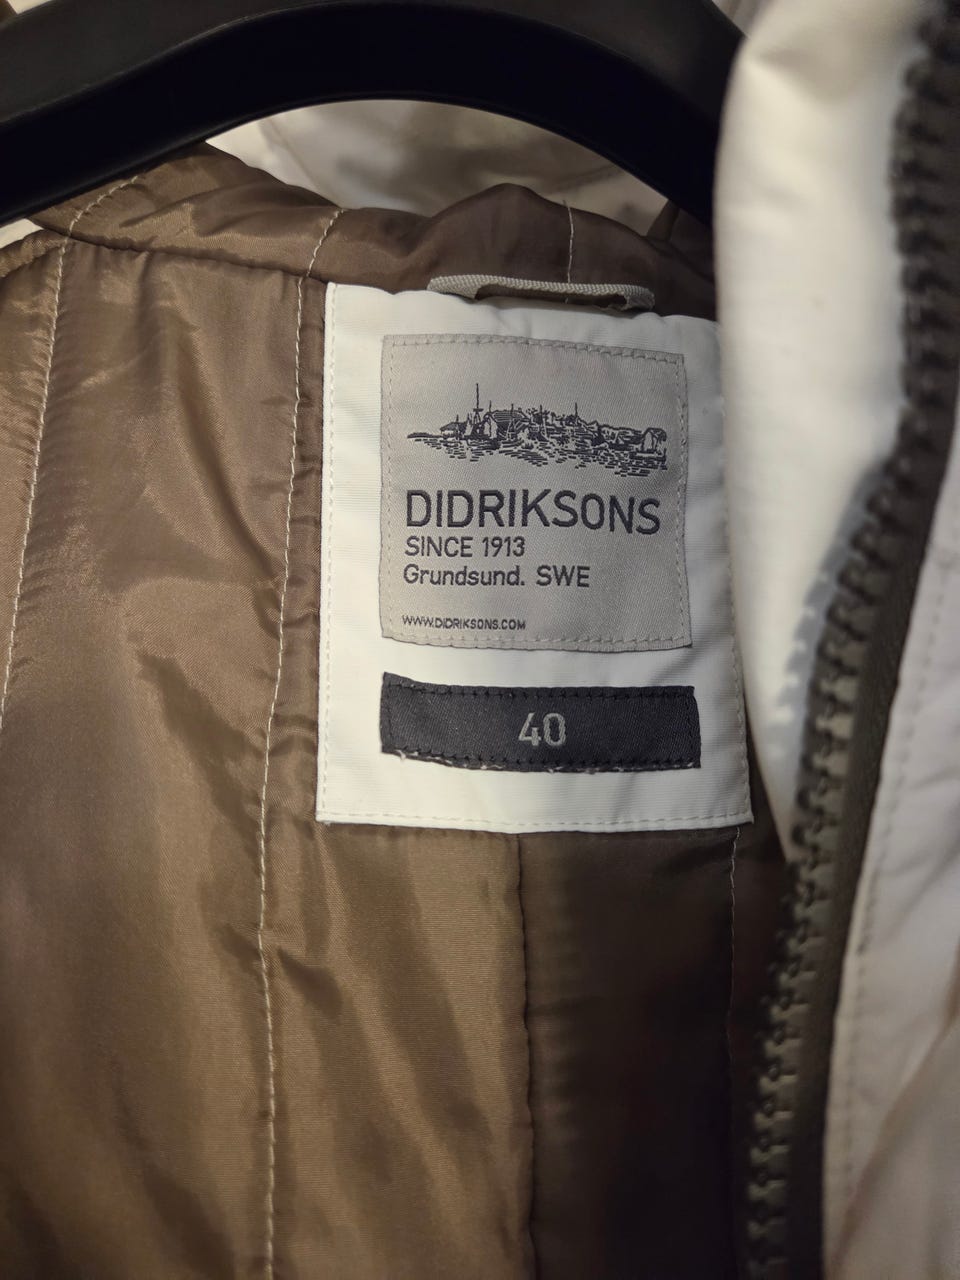 DIDRIKSONS
SINCE 1913
Grundsund. SWE
WWW.DIDRIKSONS.COM
40